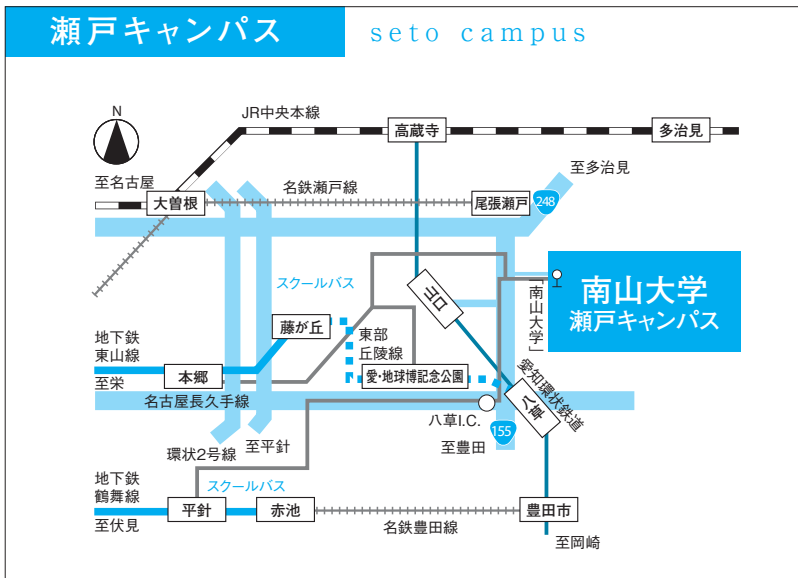 瀬戸キャンパス
seto campus
N
JR中央本線
高蔵寺
多治見
至多治見
至名古屋
大曽根
名鉄瀬戸線
尾張瀬戸
248
スクールバス
山口
「南山大学」
南山大学
瀬戸キャンパス
藤が丘
東部
丘陵線
地下鉄
東山線
至栄
本郷
愛・地球博記念公園
愛知環状鉄道
八草
名古屋長久手線
八草I.C.
155
至豊田
環状2号線
至平針
地下鉄
鶴舞線
至伏見
スクールバス
平針
赤池
名鉄豊田線
豊田市
至岡崎